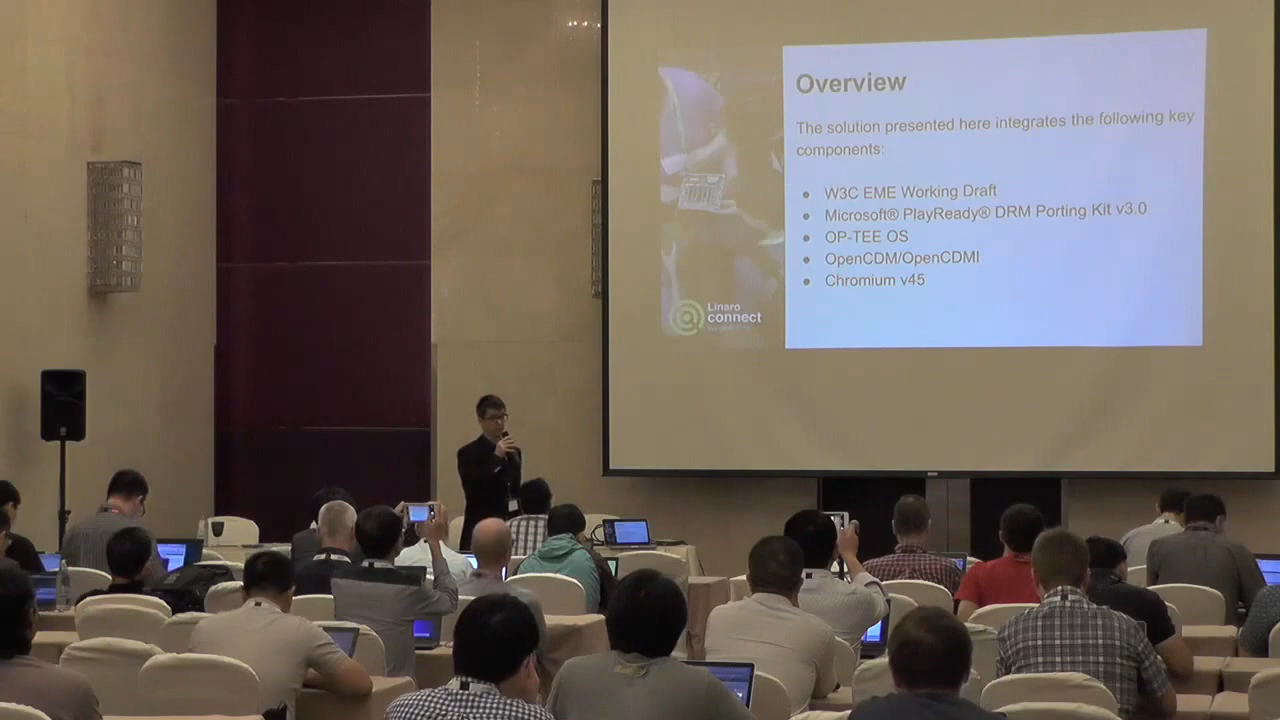 Overview
The solution presented here integrates the following key
components:
● W3C EME Working Draft
● Microsoft® PlayReady® DRM Porting Kit v3.0
● OP-TEE OS
● OpenCDM/OpenCDMI
● Chromium v45
Linaro
connect